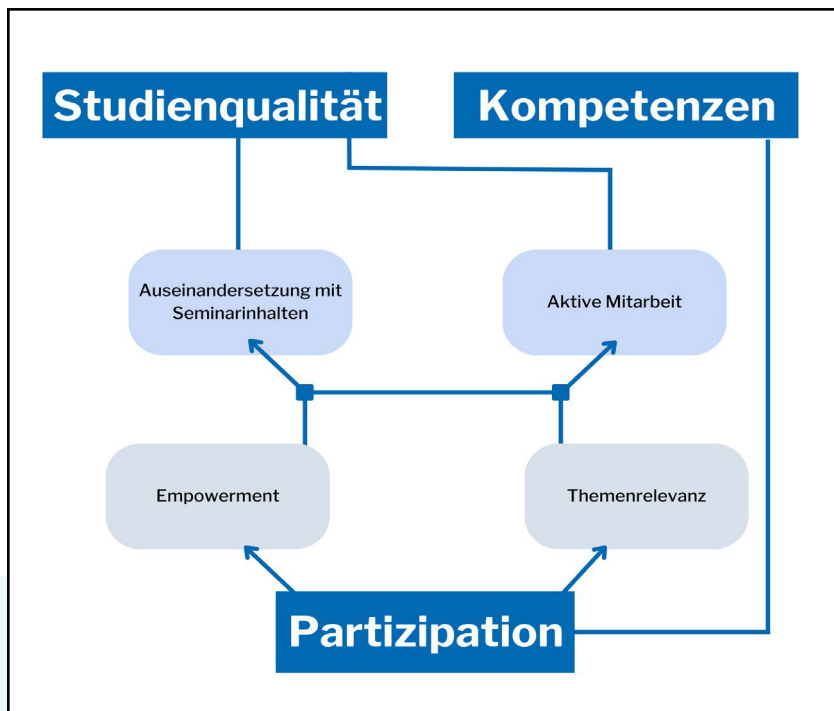 Studienqualität
Kompetenzen
Auseinandersetzung mit
Seminarinhalten
Aktive Mitarbeit
Empowerment
Themenrelevanz
Partizipation